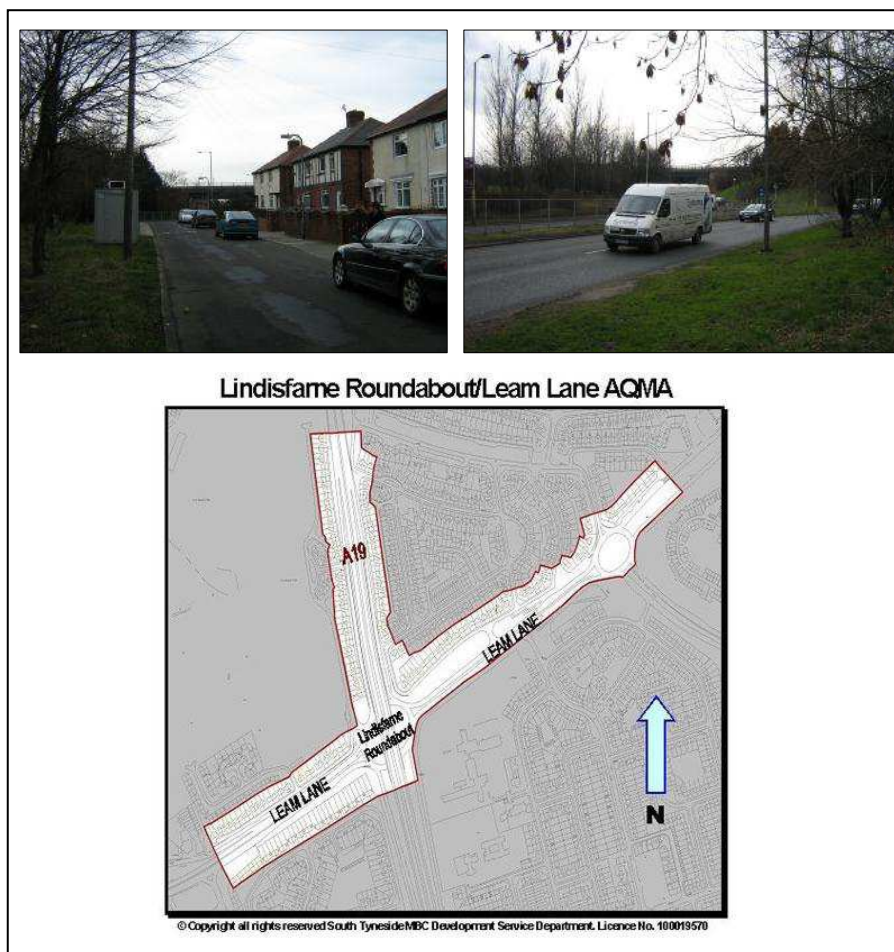 Lindisfarne Roundabout/Leam Lane AQMA
A19
LEAM LANE
Lindisfarne
Roundabout
LEAM LANE
N
© Copyright all rights reserved South Tyneside MBC Development Service Department. Licence No. 100019570